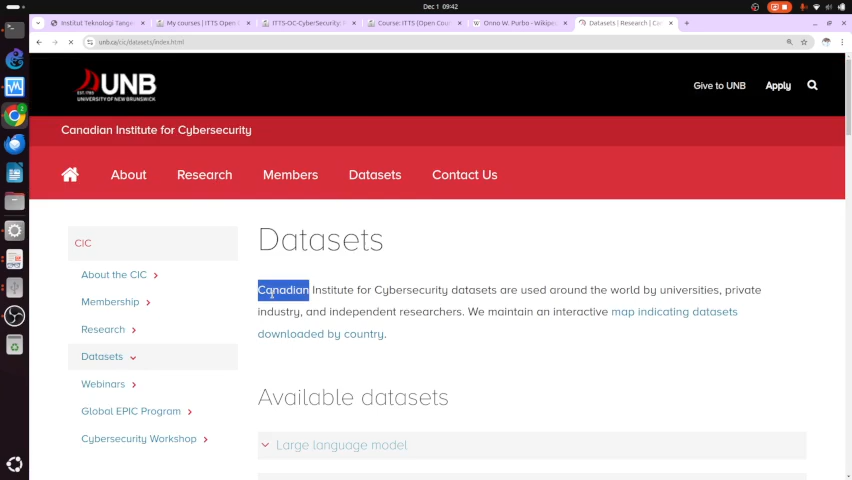 Dec 1 09:42
Institut Teknologi Tange
My courses | ITTS Open
ITTS-OC-CyberSecurity:
Course: ITTS (Open Cou
Onno W. Purbo - Wikipe
Datasets | Research | Ca
unb.ca/cic/datasets/index.html
UNB
UNIVERSITY OF NEW BRUNSWICK
Give to UNB
Apply
Canadian Institute for Cybersecurity
About
Research
Members
Datasets
Contact Us
CIC
About the CIC
Membership
Research
Datasets
Webinars
Global EPIC Program
Cybersecurity Workshop
Datasets
Canadian Institute for Cybersecurity datasets are used around the world by universities, private
industry, and independent researchers. We maintain an interactive map indicating datasets
downloaded by country.
Available datasets
Large language model